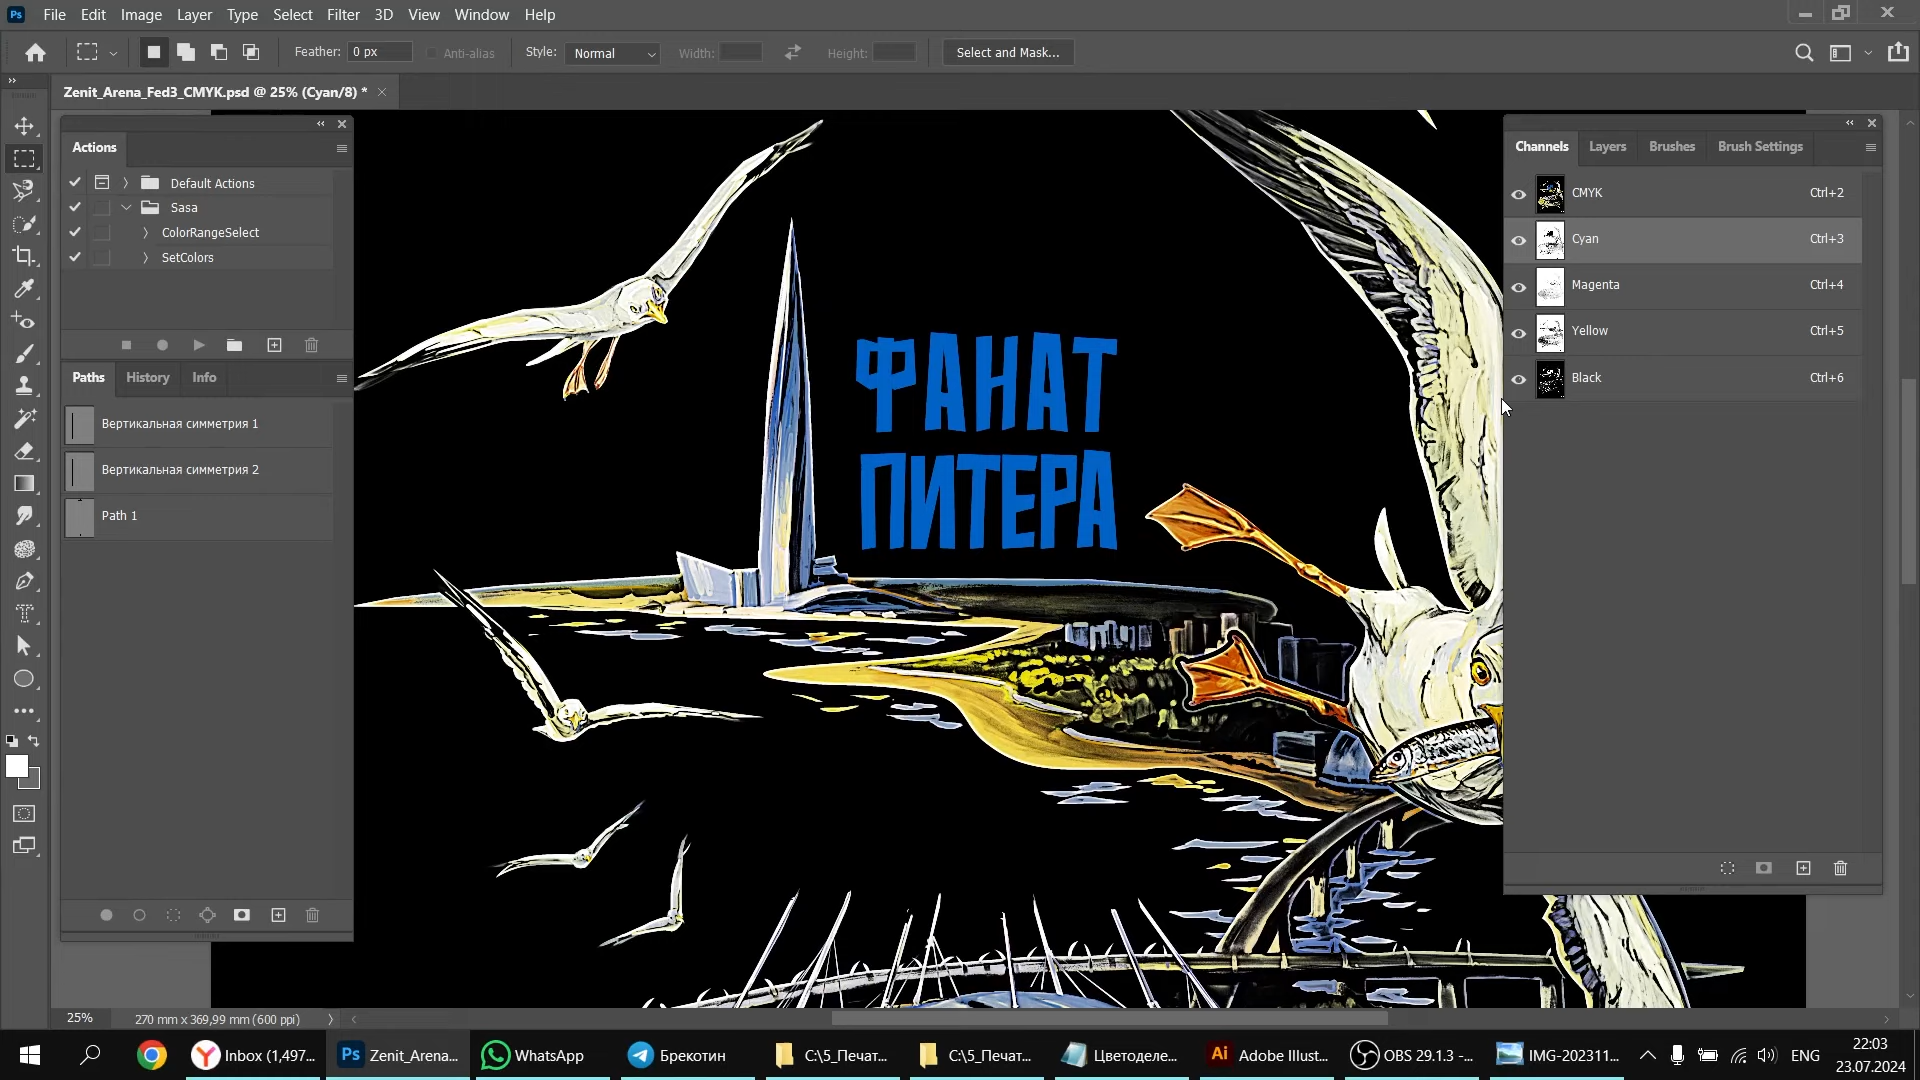 Ps File Edit Image Layer Type Select Filter 3D View Window Help
Feather: 0 px Anti-alias Style: Normal Width: Height: Select and Mask...
Zenit_Arena_Fed3_CMYK.psd @ 25% (Cyan/8) *
Actions
Default Actions
Sasa
ColorRangeSelect
SetColors
Paths History Info
Вертикальная симметрия 1
Вертикальная симметрия 2
Path 1
ФАНАТ
ПИТЕРА
Channels Layers Brushes Brush Settings
CMYK Ctrl+2
Cyan Ctrl+3
Magenta Ctrl+4
Yellow Ctrl+5
Black Ctrl+6
25% 270 mm x 369,99 mm (600 ppi)
Inbox (1,497... Ps Zenit_Arena... WhatsApp Брекотин C:\5_Печат... C:\5_Печат... Цветоделе... Ai Adobe Illust... OBS 29.1.3 -... IMG-202311... ENG 22:03
23.07.2024